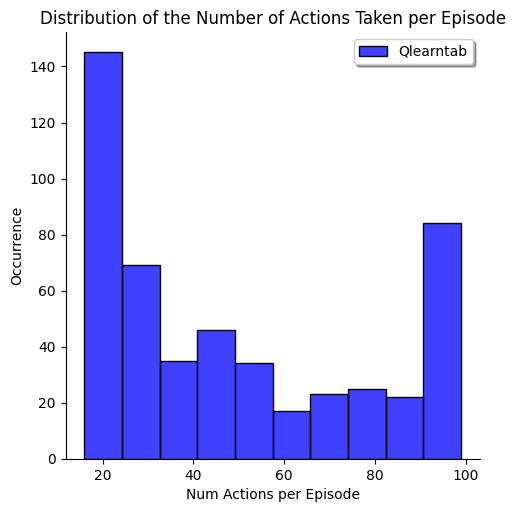 Distribution of the Number of Actions Taken per Episode
Qlearntab
140
120
100
80
60
40
20
0
Occurrence
20 40 60 80 100
Num Actions per Episode